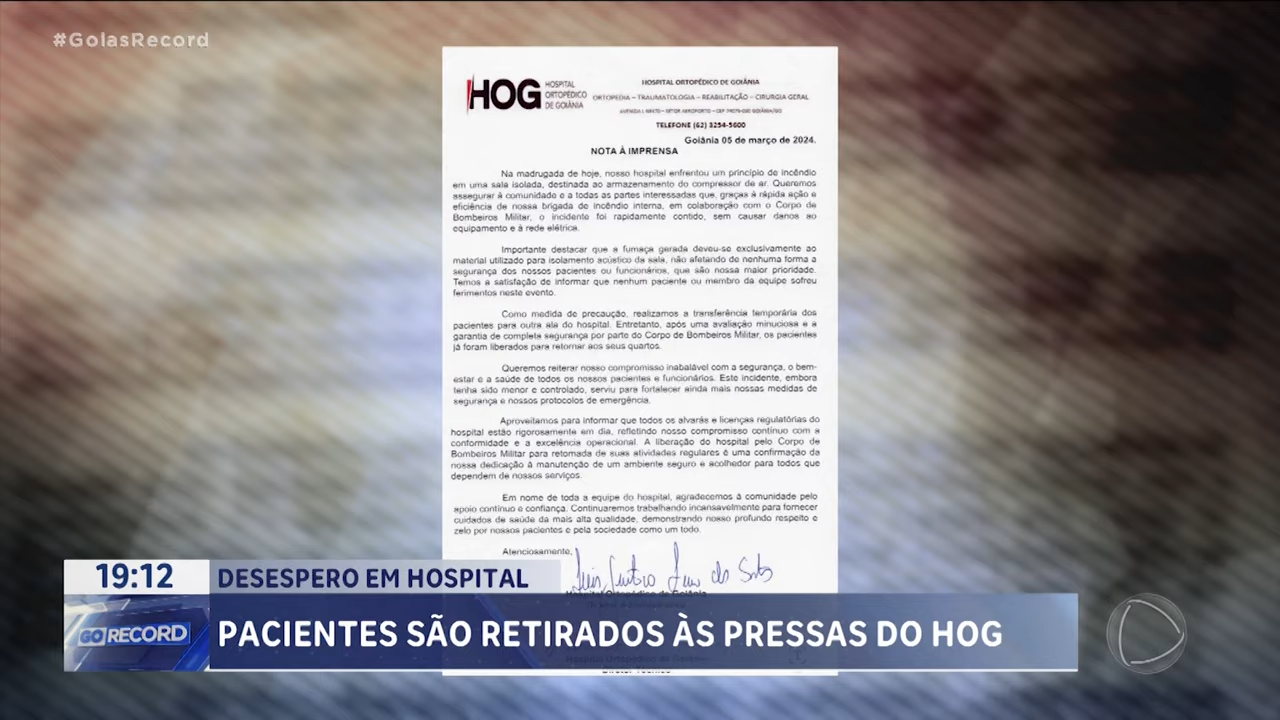 #GoiasRecord
HOG HOSPITAL
ORTOPÉDICO
DE GOIÂNIA
HOSPITAL ORTOPÉDICO DE GOIÂNIA
ORTOPEDIA – TRAUMATOLOGIA – REABILITAÇÃO – CIRURGIA GERAL
TELEFONE (62) 3254-5600
Goiânia 05 de março de 2024.
NOTA À IMPRENSA
Na madrugada de hoje, nosso hospital enfrentou um princípio de incêndio
em uma sala isolada, destinada ao armazenamento do compressor de ar. Queremos
assegurar à comunidade e a todas as partes interessadas que, graças à rápida ação e
eficiência de nossa brigada de incêndio interna, em colaboração com o Corpo de
Bombeiros Militar, o incidente foi rapidamente contido, sem causar danos ao
equipamento e à rede elétrica.
Importante destacar que a fumaça gerada deveu-se exclusivamente ao
material utilizado para isolamento acústico da sala, não afetando de nenhuma forma a
segurança dos nossos pacientes ou funcionários, que são nossa maior prioridade.
Temos a satisfação de informar que nenhum paciente ou membro da equipe sofreu
ferimentos neste evento.
Como medida de precaução, realizamos a transferência temporária dos
pacientes para outra ala do hospital. Entretanto, após uma avaliação minuciosa e a
garantia de completa segurança por parte do Corpo de Bombeiros Militar, os pacientes
já foram liberados para retornar aos seus quartos.
Queremos reiterar nosso compromisso inabalável com a segurança, o bem-
estar e a saúde de todos os nossos pacientes e funcionários. Este incidente, embora
tenha sido menor e controlado, serviu para fortalecer ainda mais nossas medidas de
segurança e nossos protocolos de emergência.
Aproveitamos para informar que todos os alvarás e licenças regulatórias do
hospital estão rigorosamente em dia, refletindo nosso compromisso contínuo com a
conformidade e a excelência operacional. A liberação do hospital pelo Corpo de
Bombeiros Militar para retomada de suas atividades regulares é uma confirmação da
nossa dedicação à manutenção de um ambiente seguro e acolhedor para todos que
dependem de nossos serviços.
Em nome de toda a equipe do hospital, agradecemos à comunidade pelo
apoio contínuo e confiança. Continuaremos trabalhando incansavelmente para fornecer
cuidados de saúde da mais alta qualidade, demonstrando nosso profundo respeito e
zelo por nossos pacientes e pela sociedade como um todo.
Atenciosamente,
Hospital Ortopédico de Goiânia
19:12 DESESPERO EM HOSPITAL
GO RECORD PACIENTES SÃO RETIRADOS ÀS PRESSAS DO HOG
Hospital Ortopédico de Goiânia
Diretor Técnico